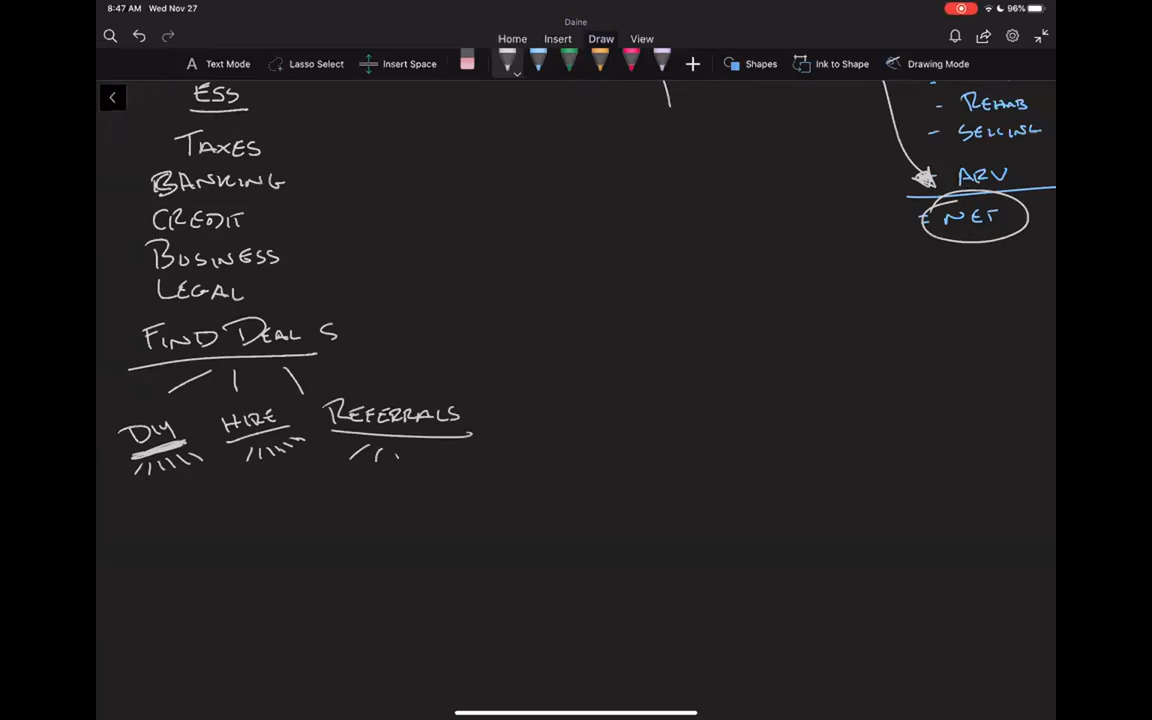 8:47 AM Wed Nov 27
96%
Daine
Home Insert Draw View
Text Mode Lasso Select Insert Space Shapes Ink to Shape Drawing Mode
ESS
TAXES
BANKING
CREDIT
BUSINESS
LEGAL
FIND DEALS
DIY HIRE REFERRALS
- REHAB
- SELLING
ARV
= NET